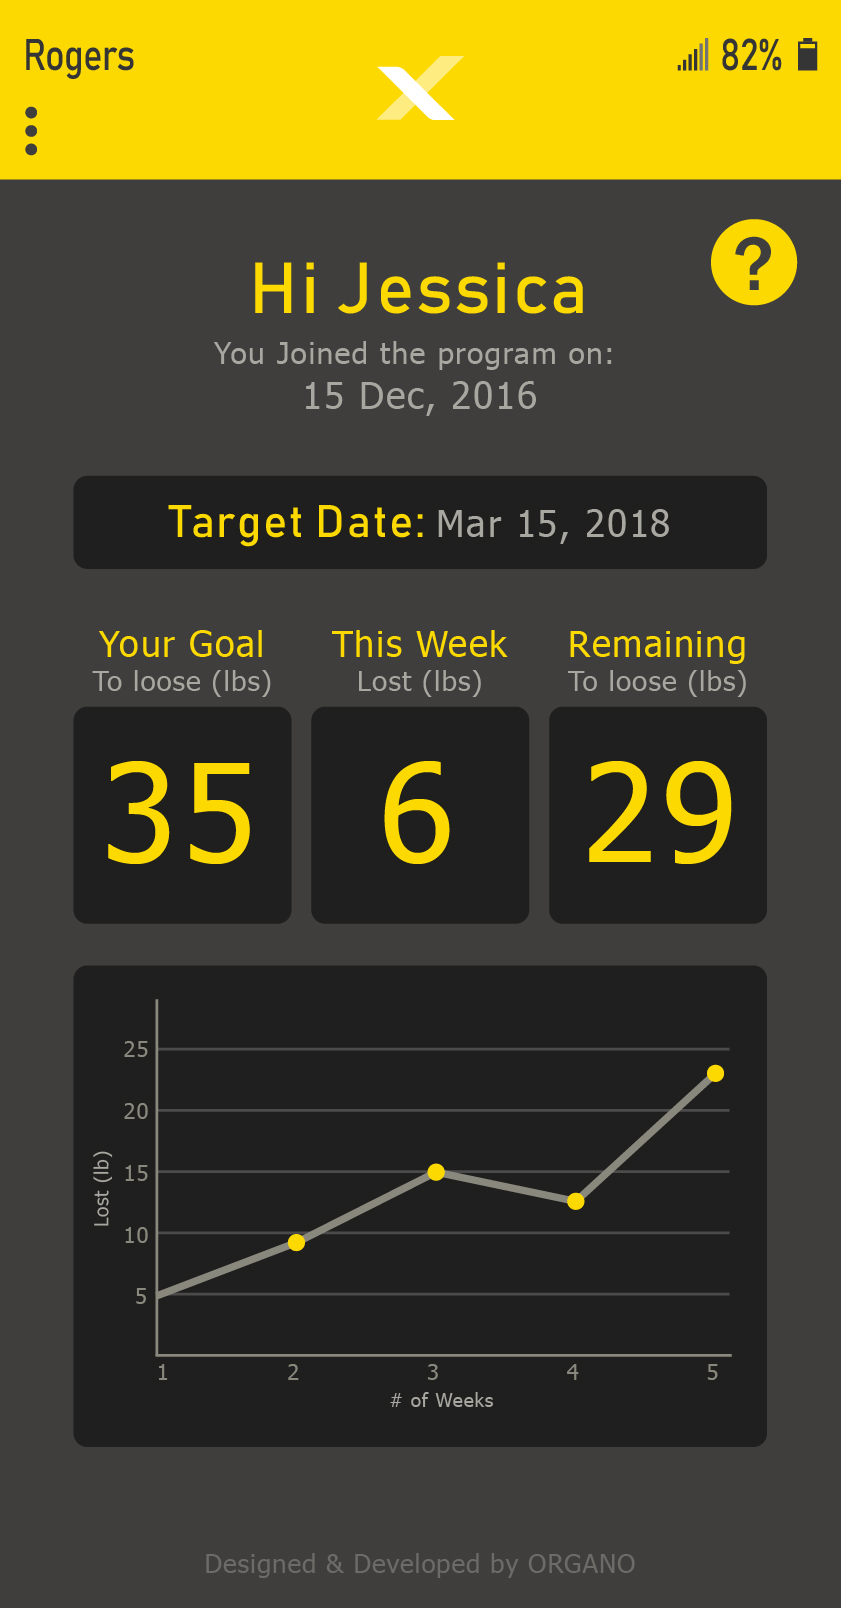 Rogers
82%
Hi Jessica
?
You Joined the program on:
15 Dec, 2016
Target Date: Mar 15, 2018
Your Goal
To loose (lbs)
35
This Week
Lost (lbs)
6
Remaining
To loose (lbs)
29
25
20
15
10
5
Lost (lb)
1 2 3 4 5
# of Weeks
Designed & Developed by ORGANO